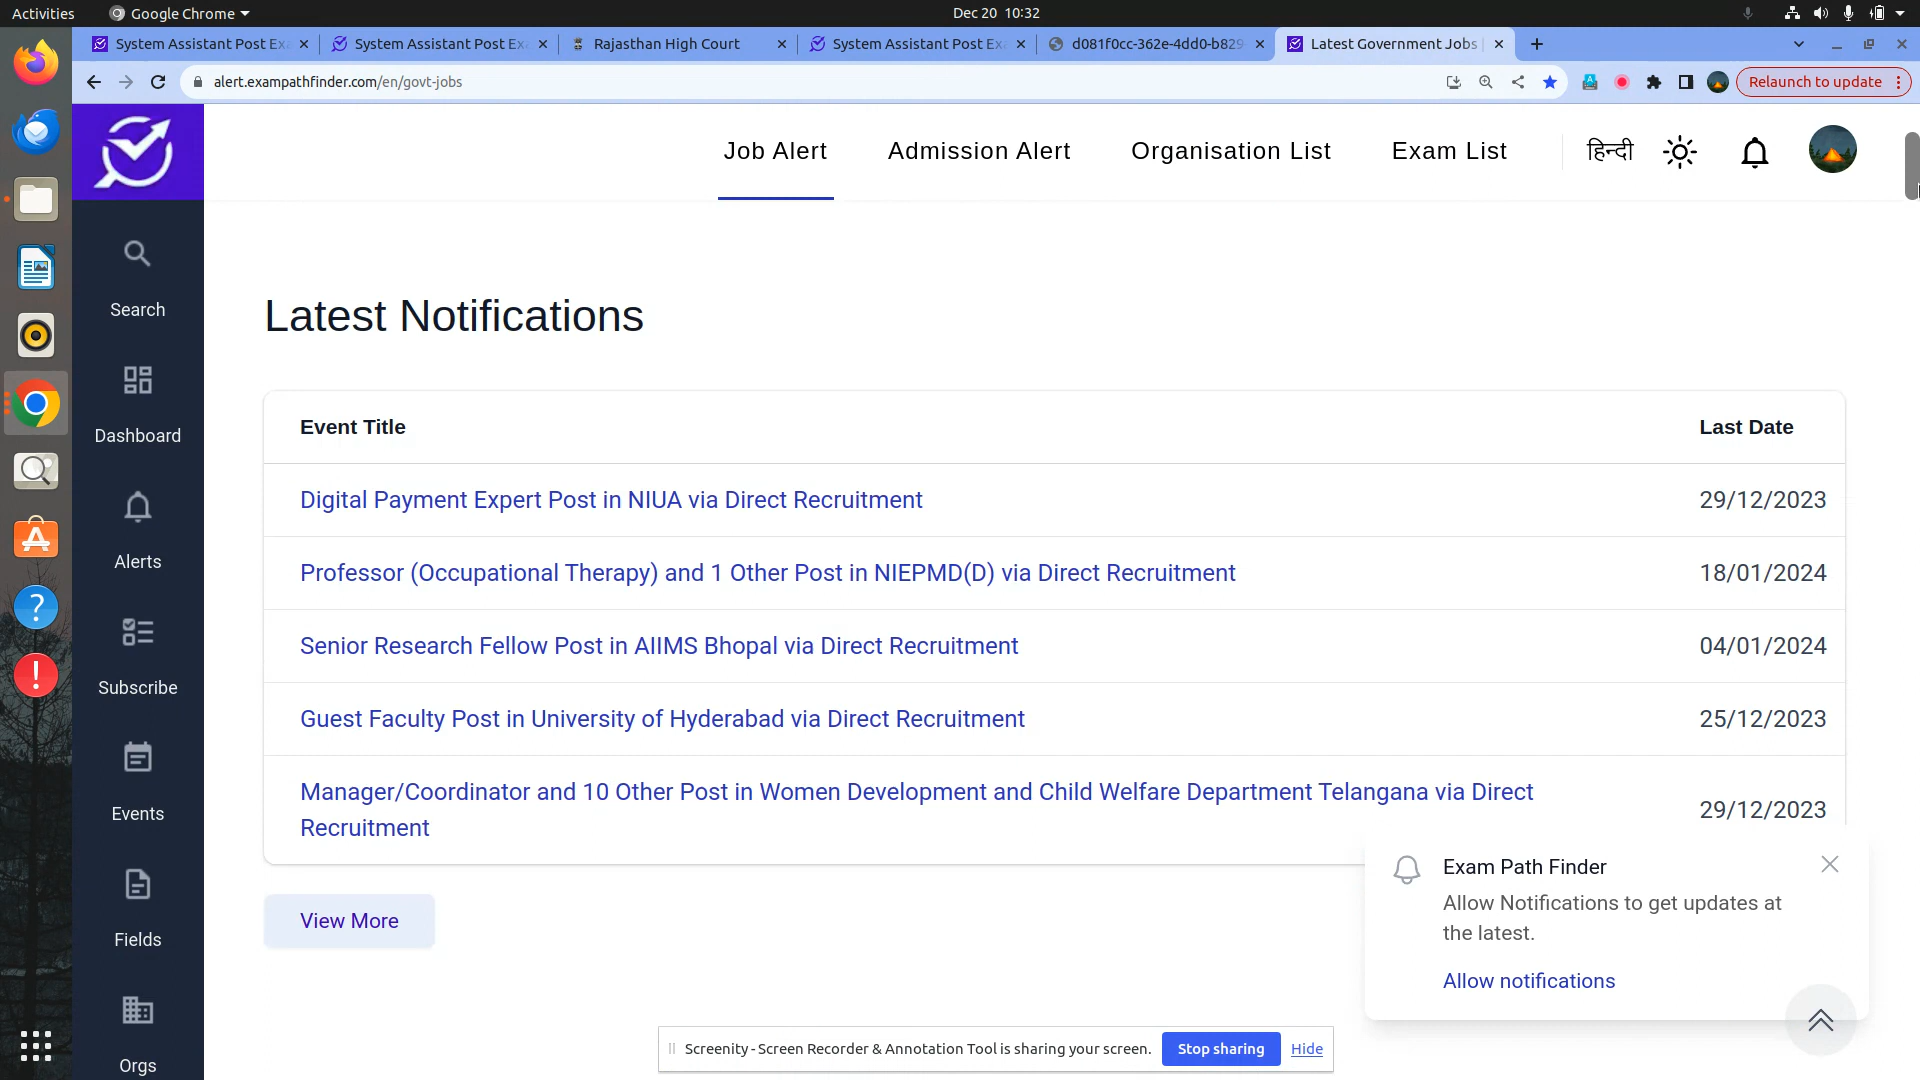 Activities
Google Chrome
Dec 20 10:32
System Assistant Post Ex
System Assistant Post Ex
Rajasthan High Court
System Assistant Post Ex
d081f0cc-362e-4dd0-b829
Latest Government Jobs
alert.exampathfinder.com/en/govt-jobs
Relaunch to update
Job Alert
Admission Alert
Organisation List
Exam List
हिन्दी
Search
Dashboard
Alerts
Subscribe
Events
Fields
Orgs
Latest Notifications
Event Title
Last Date
Digital Payment Expert Post in NIUA via Direct Recruitment
29/12/2023
Professor (Occupational Therapy) and 1 Other Post in NIEPMD(D) via Direct Recruitment
18/01/2024
Senior Research Fellow Post in AIIMS Bhopal via Direct Recruitment
04/01/2024
Guest Faculty Post in University of Hyderabad via Direct Recruitment
25/12/2023
Manager/Coordinator and 10 Other Post in Women Development and Child Welfare Department Telangana via Direct
Recruitment
29/12/2023
View More
Exam Path Finder
Allow Notifications to get updates at
the latest.
Allow notifications
Screenity - Screen Recorder & Annotation Tool is sharing your screen.
Stop sharing
Hide